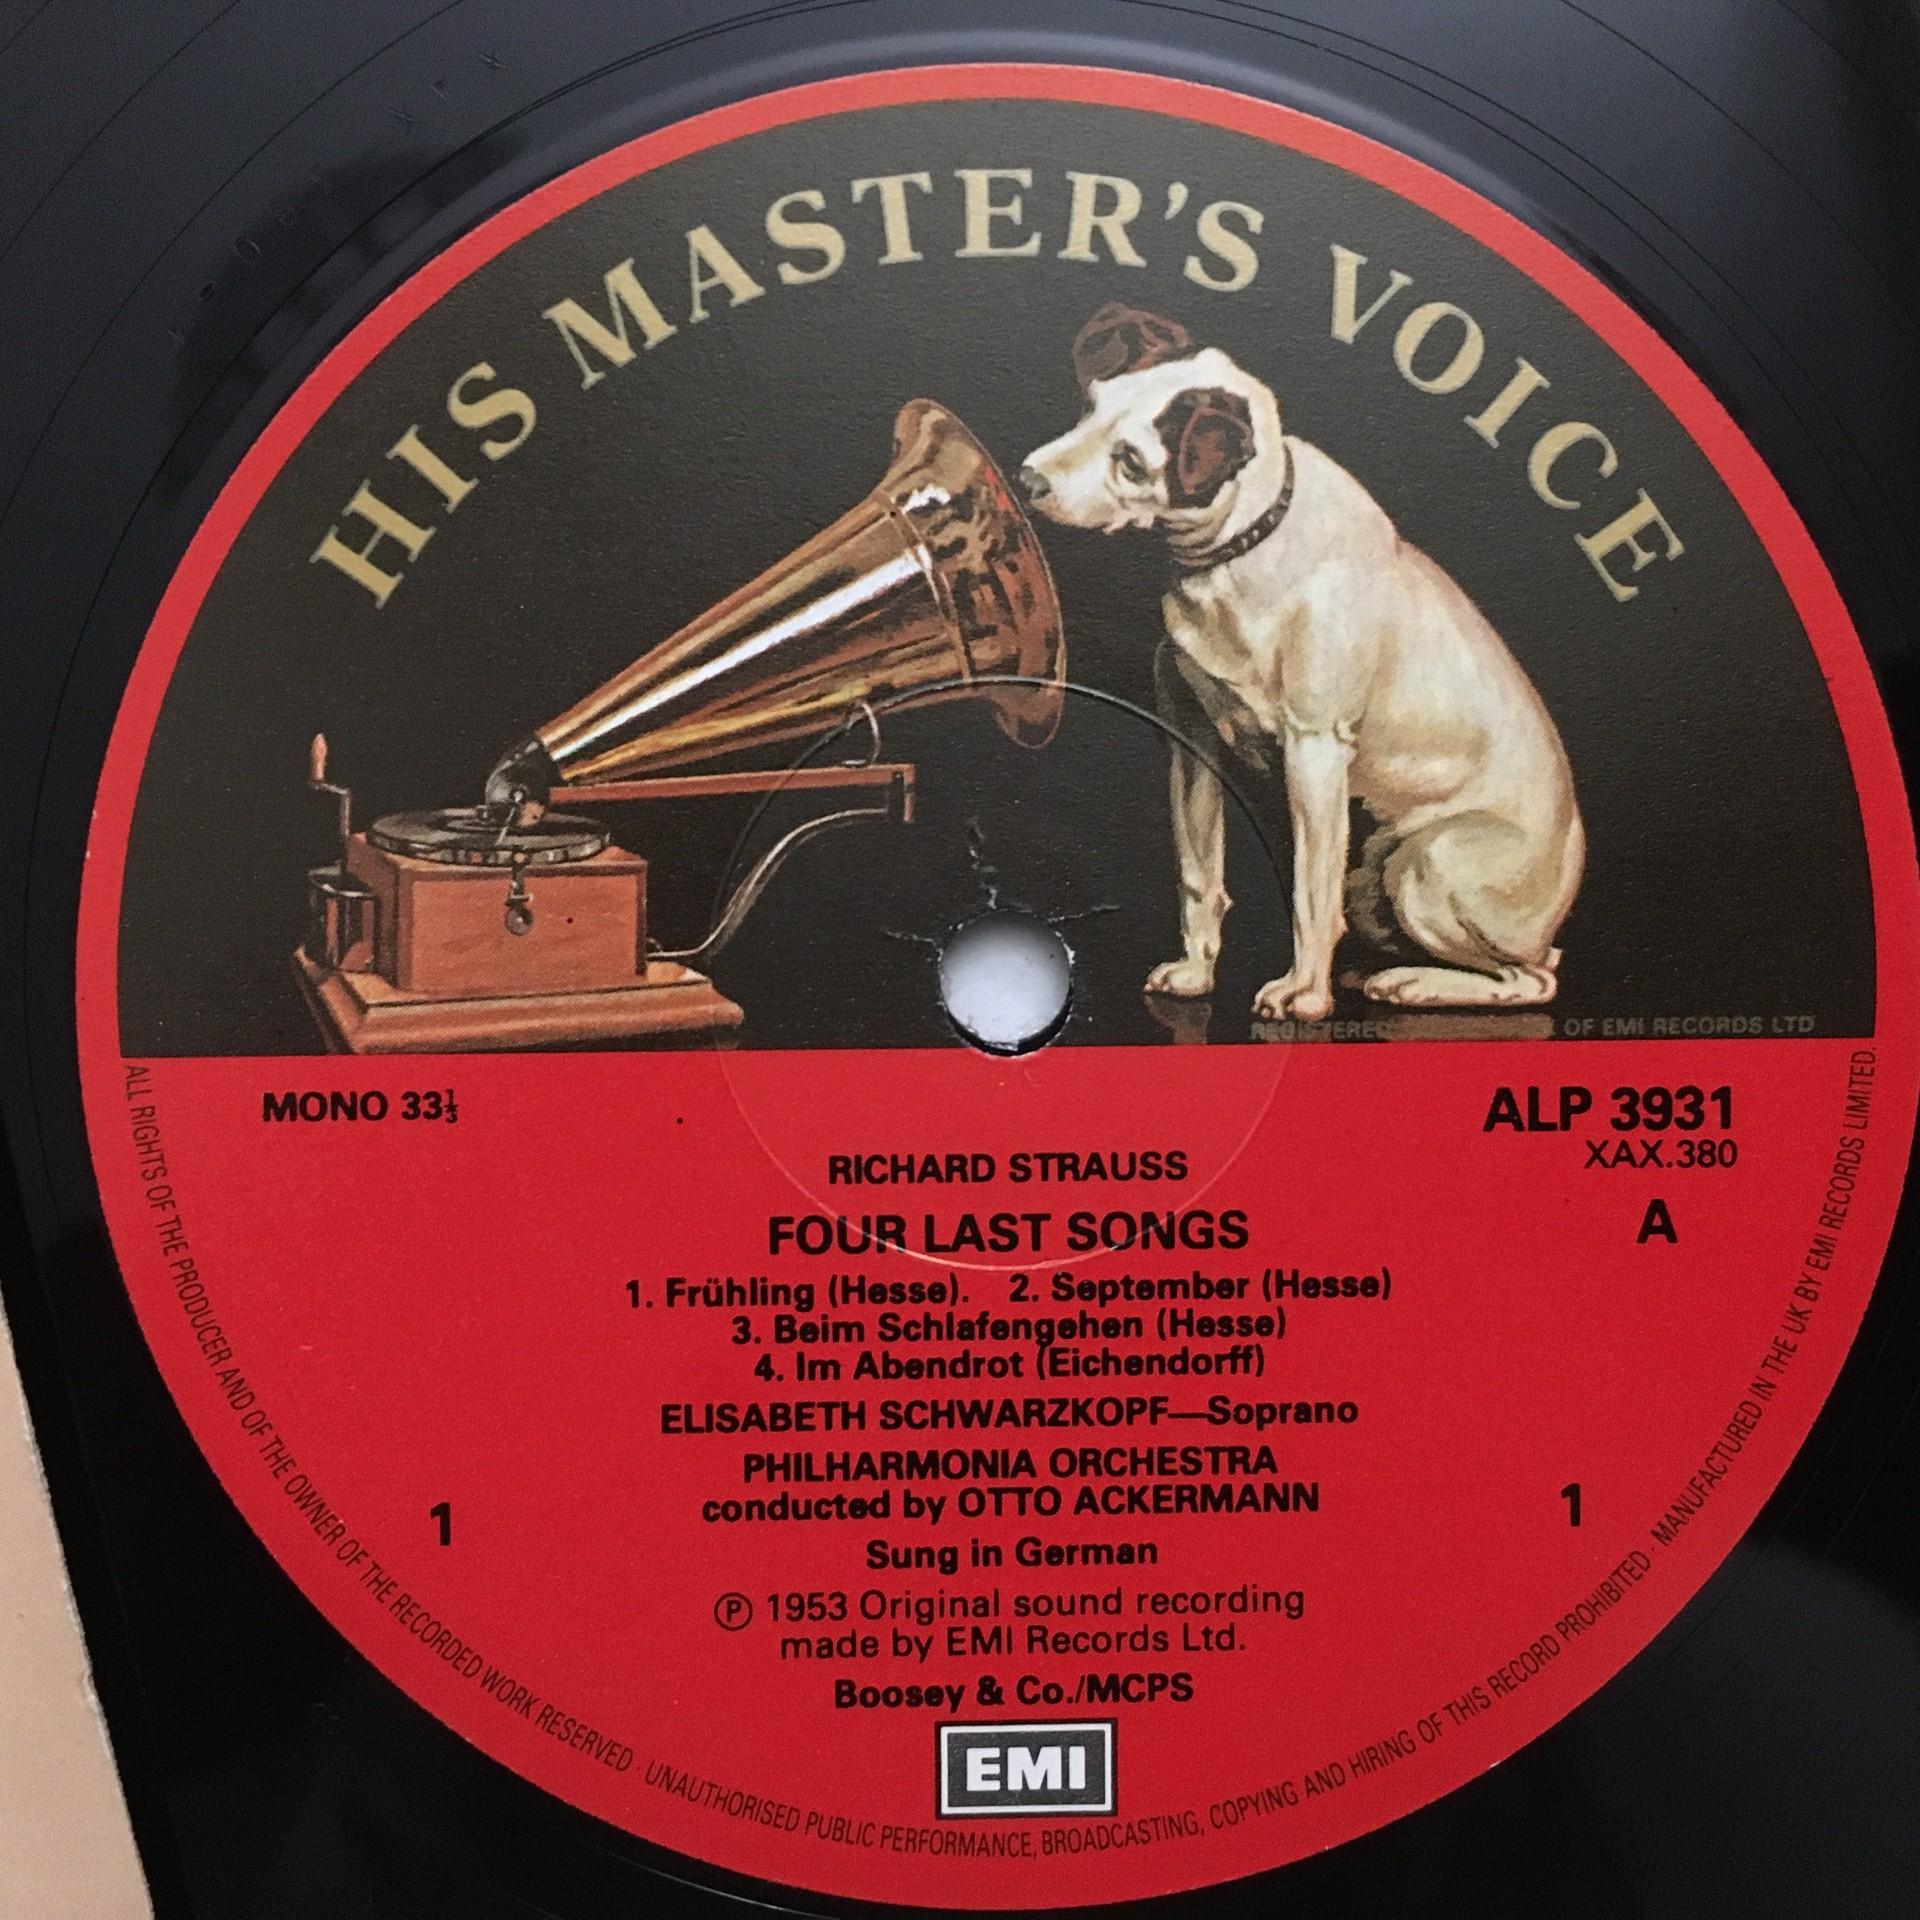 HIS MASTER'S VOICE
REGISTERED OF EMI RECORDS LTD
MONO 33⅓
ALP 3931
XAX.380
RICHARD STRAUSS
A
FOUR LAST SONGS
1. Frühling (Hesse). 2. September (Hesse)
3. Beim Schlafengehen (Hesse)
4. Im Abendrot (Eichendorff)
ELISABETH SCHWARZKOPF—Soprano
PHILHARMONIA ORCHESTRA
conducted by OTTO ACKERMANN
1
1
Sung in German
Ⓟ 1953 Original sound recording
made by EMI Records Ltd.
Boosey & Co./MCPS
EMI
ALL RIGHTS OF THE PRODUCER AND OF THE OWNER OF THE RECORDED WORK RESERVED · UNAUTHORISED PUBLIC PERFORMANCE, BROADCASTING, COPYING AND HIRING OF THIS RECORD PROHIBITED · MANUFACTURED IN THE UK BY EMI RECORDS LIMITED.